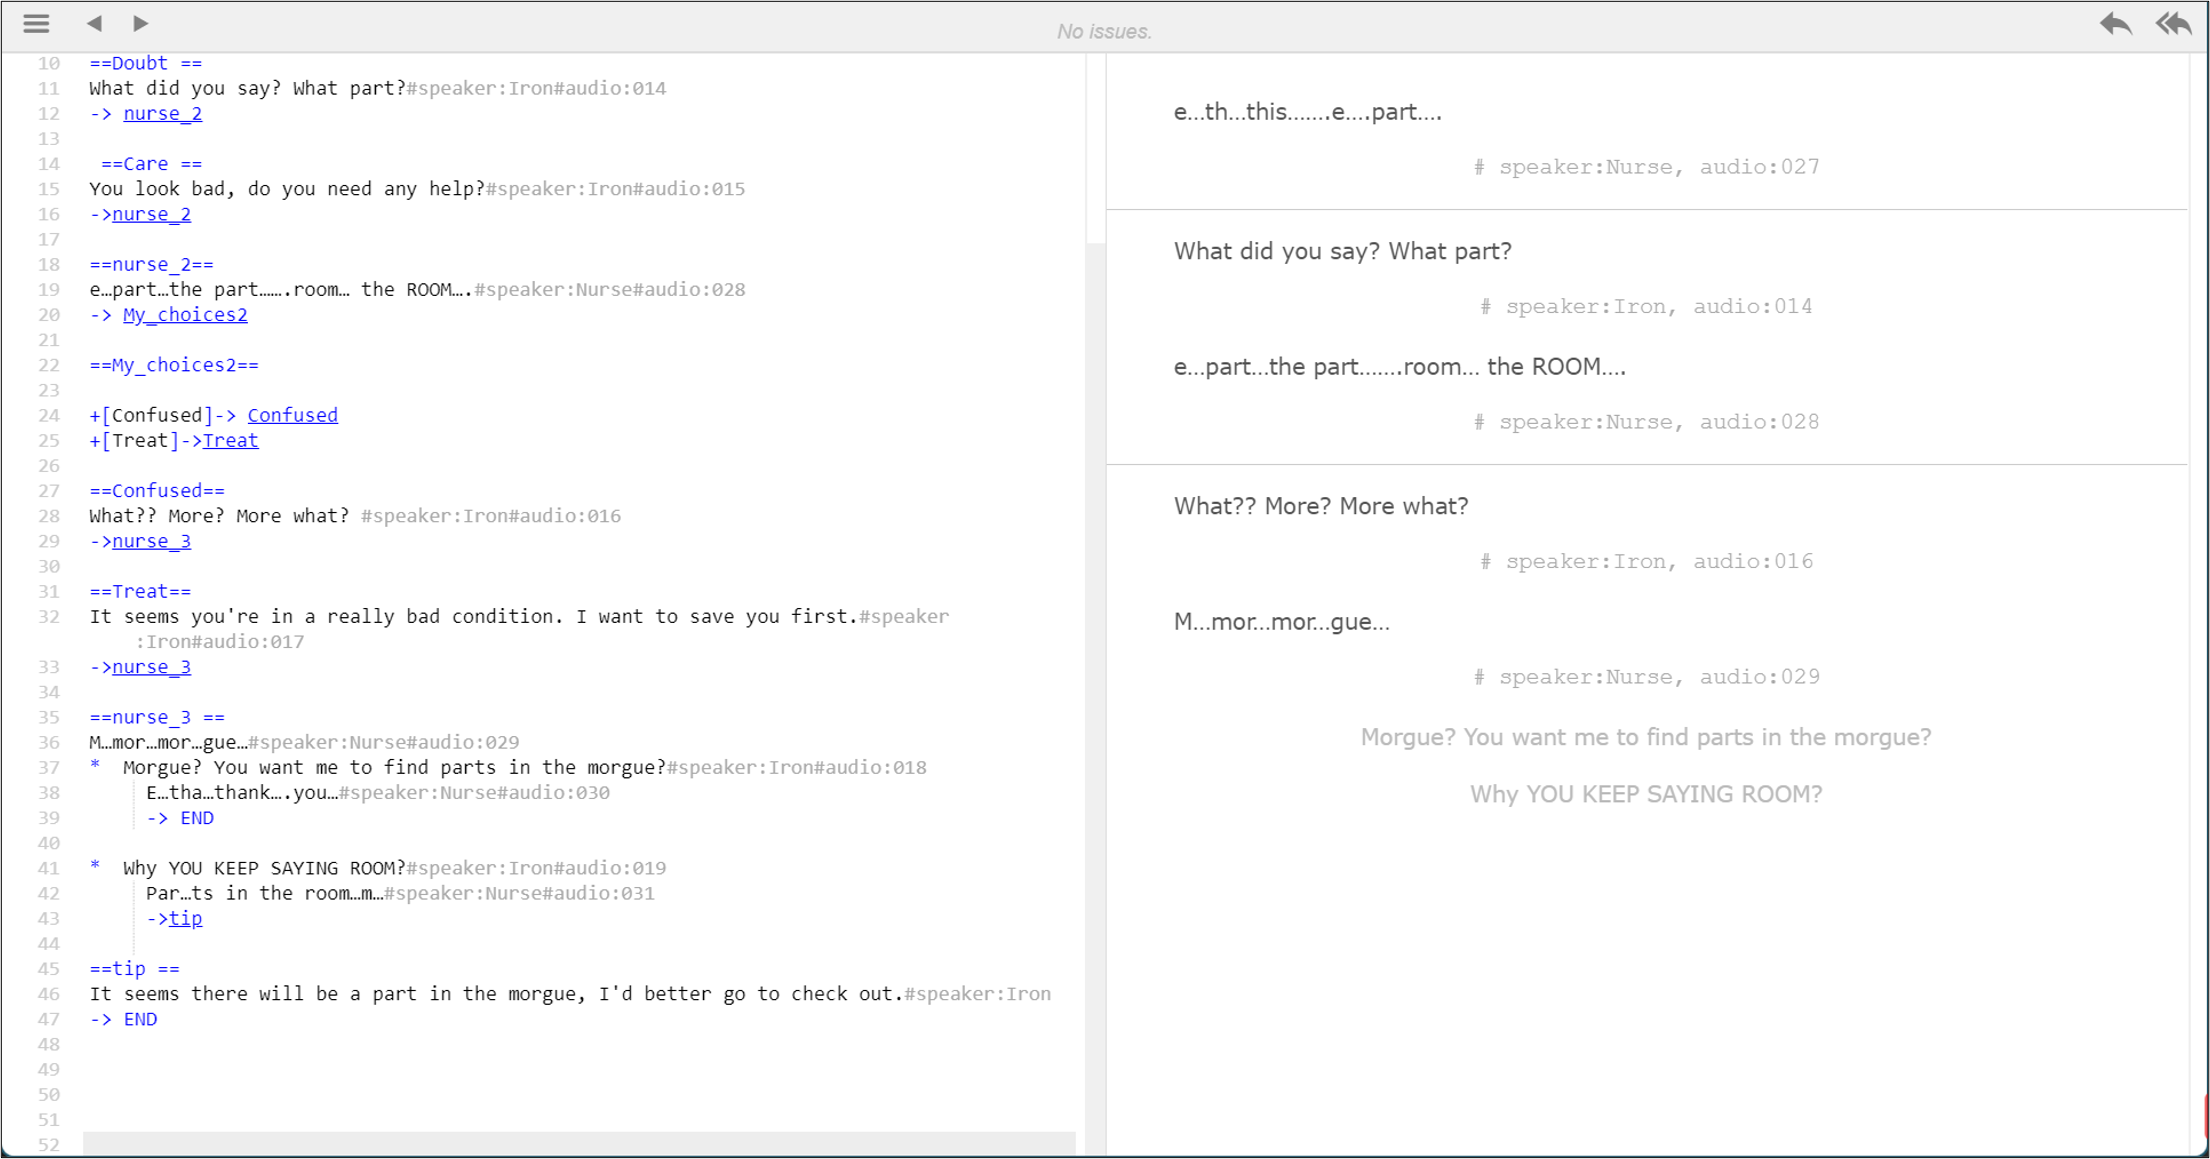 No issues.
10 ==Doubt ==
11 What did you say? What part?#speaker:Iron#audio:014
12 -> nurse_2
13
14 ==Care ==
15 You look bad, do you need any help?#speaker:Iron#audio:015
16 ->nurse_2
17
18 ==nurse_2==
19 e…part…the part…….room… the ROOM….#speaker:Nurse#audio:028
20 -> My_choices2
21
22 ==My_choices2==
23
24 +[Confused]-> Confused
25 +[Treat]->Treat
26
27 ==Confused==
28 What?? More? More what? #speaker:Iron#audio:016
29 ->nurse_3
30
31 ==Treat==
32 It seems you're in a really bad condition. I want to save you first.#speaker
:Iron#audio:017
33 ->nurse_3
34
35 ==nurse_3 ==
36 M…mor…mor…gue…#speaker:Nurse#audio:029
37 * Morgue? You want me to find parts in the morgue?#speaker:Iron#audio:018
38 E…tha…thank….you…#speaker:Nurse#audio:030
39 -> END
40
41 * Why YOU KEEP SAYING ROOM?#speaker:Iron#audio:019
42 Par…ts in the room…m…#speaker:Nurse#audio:031
43 ->tip
44
45 ==tip ==
46 It seems there will be a part in the morgue, I'd better go to check out.#speaker:Iron
47 -> END
48
49
50
51
52
e…th…this…….e….part….
# speaker:Nurse, audio:027
What did you say? What part?
# speaker:Iron, audio:014
e…part…the part…….room… the ROOM….
# speaker:Nurse, audio:028
What?? More? More what?
# speaker:Iron, audio:016
M…mor…mor…gue…
# speaker:Nurse, audio:029
Morgue? You want me to find parts in the morgue?
Why YOU KEEP SAYING ROOM?